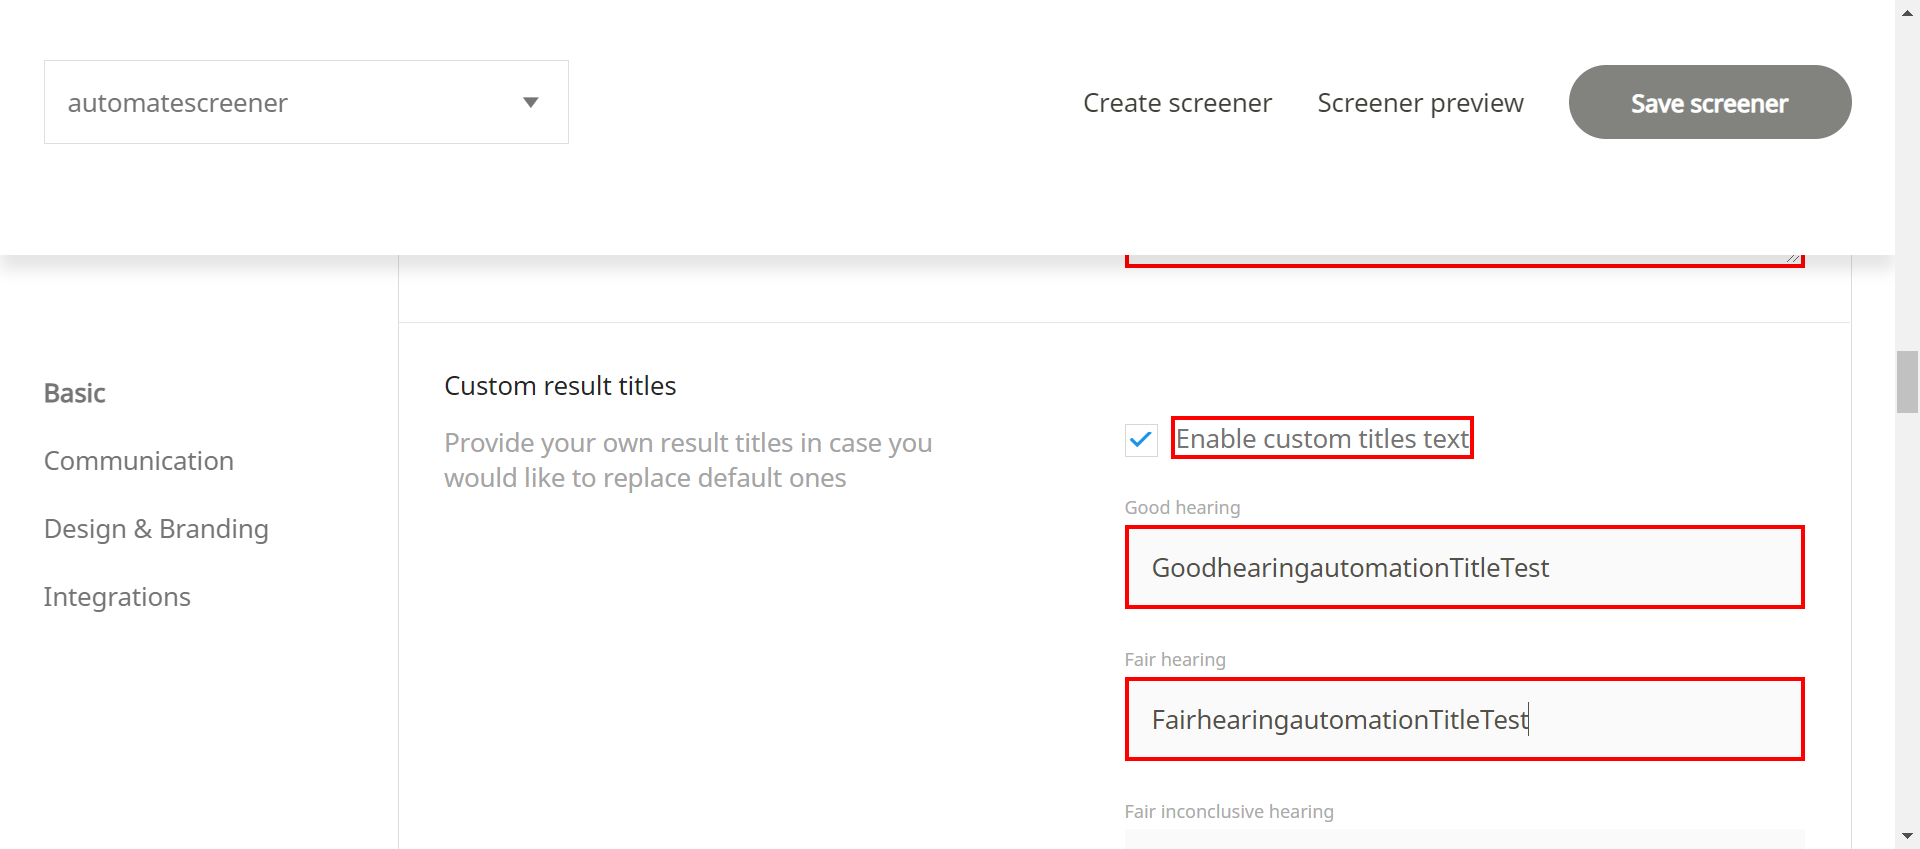 automatescreener
Create screener
Screener preview
Save screener
Basic
Communication
Design & Branding
Integrations
Custom result titles
Provide your own result titles in case you
would like to replace default ones
Enable custom titles text
Good hearing
GoodhearingautomationTitleTest
Fair hearing
FairhearingautomationTitleTest
Fair inconclusive hearing